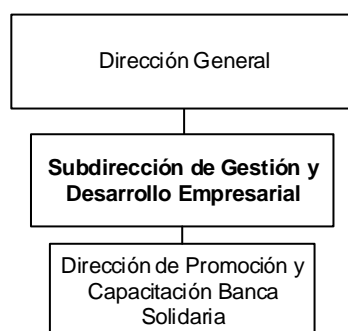 Dirección General
Subdirección de Gestión y
Desarrollo Empresarial
Dirección de Promoción y
Capacitación Banca
Solidaria